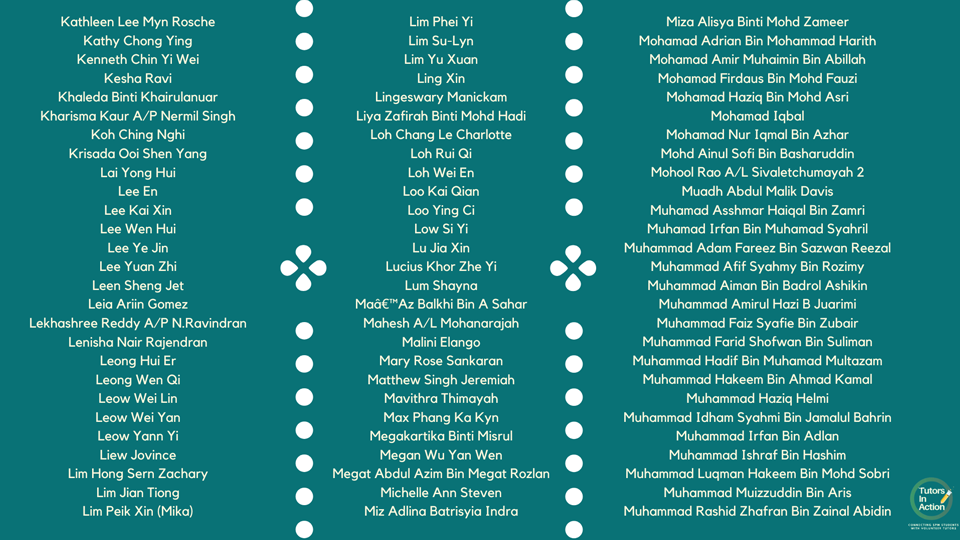 Kathleen Lee Myn Rosche
Kathy Chong Ying
Kenneth Chin Yi Wei
Kesha Ravi
Khaleda Binti Khairulanuar
Kharisma Kaur A/P Nermil Singh
Koh Ching Nghi
Krisada Ooi Shen Yang
Lai Yong Hui
Lee En
Lee Kai Xin
Lee Wen Hui
Lee Ye Jin
Lee Yuan Zhi
Leen Sheng Jet
Leia Ariin Gomez
Lekhashree Reddy A/P N.Ravindran
Lenisha Nair Rajendran
Leong Hui Er
Leong Wen Qi
Leow Wei Lin
Leow Wei Yan
Leow Yann Yi
Liew Jovince
Lim Hong Sern Zachary
Lim Jian Tiong
Lim Peik Xin (Mika)
Lim Phei Yi
Lim Su-Lyn
Lim Yu Xuan
Ling Xin
Lingeswary Manickam
Liya Zafirah Binti Mohd Hadi
Loh Chang Le Charlotte
Loh Rui Qi
Loh Wei En
Loo Kai Qian
Loo Ying Ci
Low Si Yi
Lu Jia Xin
Lucius Khor Zhe Yi
Lum Shayna
Maâ€™Az Balkhi Bin A Sahar
Mahesh A/L Mohanarajah
Malini Elango
Mary Rose Sankaran
Matthew Singh Jeremiah
Mavithra Thimayah
Max Phang Ka Kyn
Megakartika Binti Misrul
Megan Wu Yan Wen
Megat Abdul Azim Bin Megat Rozlan
Michelle Ann Steven
Miz Adlina Batrisyia Indra
Miza Alisya Binti Mohd Zameer
Mohamad Adrian Bin Mohammad Harith
Mohamad Amir Muhaimin Bin Abillah
Mohamad Firdaus Bin Mohd Fauzi
Mohamad Haziq Bin Mohd Asri
Mohamad Iqbal
Mohamad Nur Iqmal Bin Azhar
Mohd Ainul Sofi Bin Basharuddin
Mohool Rao A/L Sivaletchumayah 2
Muadh Abdul Malik Davis
Muhamad Asshmar Haiqal Bin Zamri
Muhamad Irfan Bin Muhamad Syahril
Muhammad Adam Fareez Bin Sazwan Reezal
Muhammad Afif Syahmy Bin Rozimy
Muhammad Aiman Bin Badrol Ashikin
Muhammad Amirul Hazi B Juarimi
Muhammad Faiz Syafie Bin Zubair
Muhammad Farid Shofwan Bin Suliman
Muhammad Hadif Bin Muhamad Multazam
Muhammad Hakeem Bin Ahmad Kamal
Muhammad Haziq Helmi
Muhammad Idham Syahmi Bin Jamalul Bahrin
Muhammad Irfan Bin Adlan
Muhammad Ishraf Bin Hashim
Muhammad Luqman Hakeem Bin Mohd Sobri
Muhammad Muizzuddin Bin Aris
Muhammad Rashid Zhafran Bin Zainal Abidin
Tutors
In
Action
CONNECTING SPM STUDENTS
WITH VOLUNTEER TUTORS